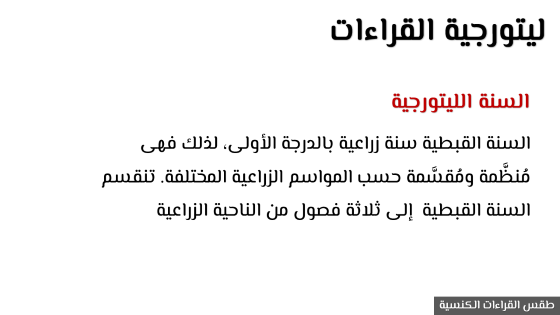 ليتورجية القراءات
السنة الليتورجية
السنة القبطية سنة زراعية بالدرجة الأولى، لذلك فهى
مُنظَّمة ومُقسَّمة حسب المواسم الزراعية المختلفة. تنقسم
السنة القبطية إلى ثلاثة فصول من الناحية الزراعية
طقس القراءات الكنسية